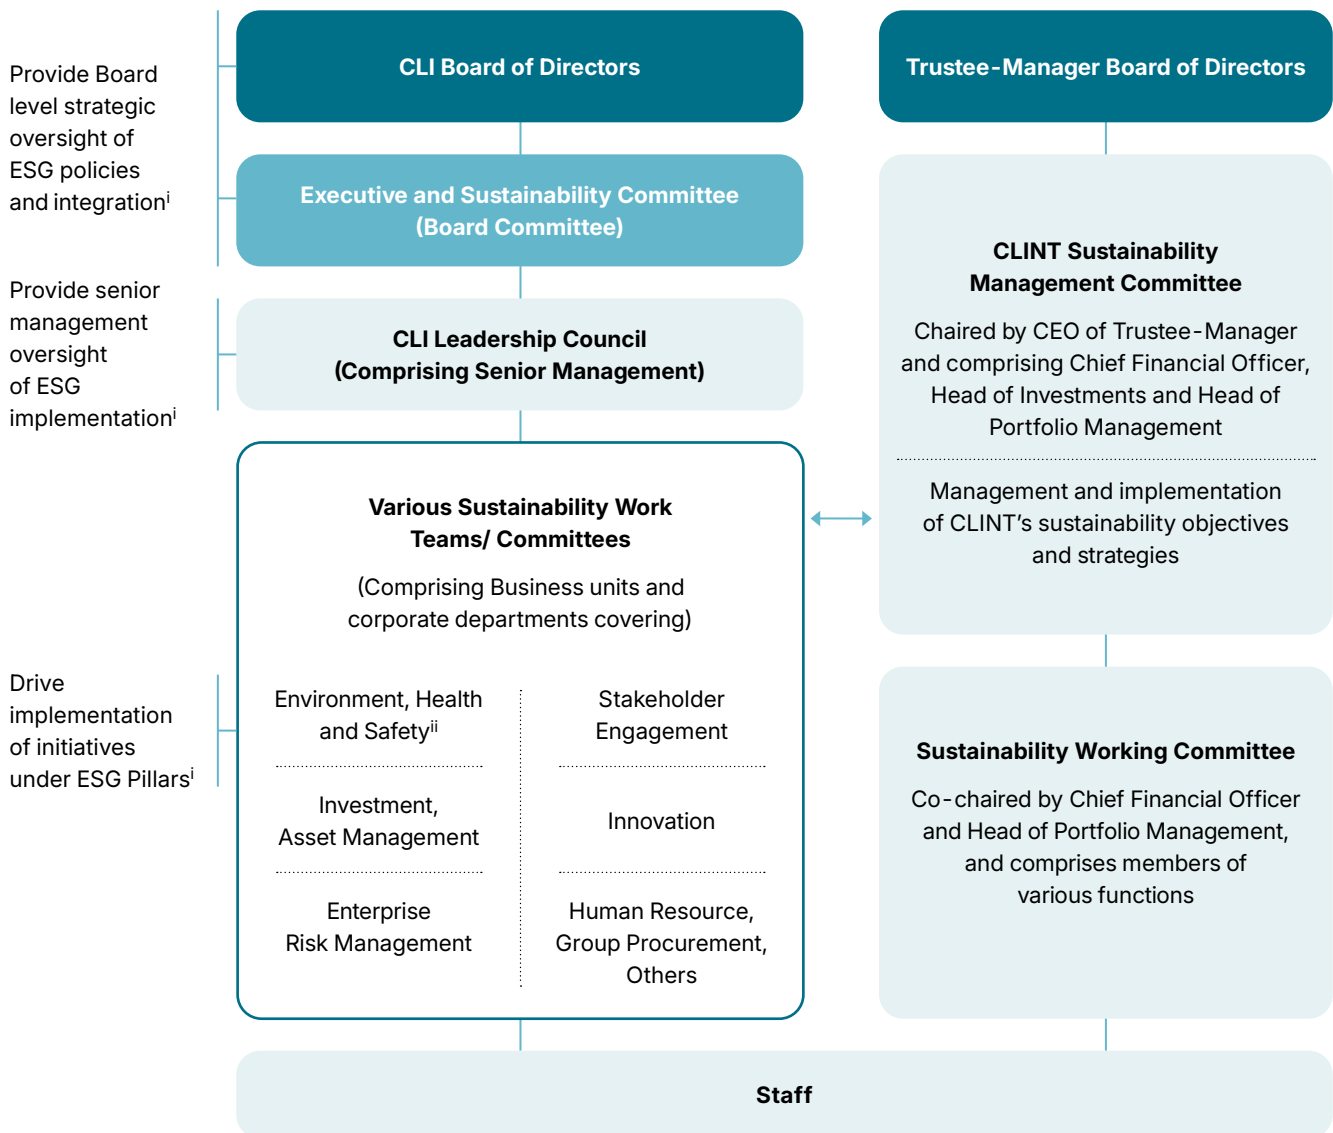 Provide Board
level strategic
oversight of
ESG policies
and integrationⁱ
CLI Board of Directors
Executive and Sustainability Committee
(Board Committee)
Provide senior
management
oversight
of ESG
implementationⁱ
CLI Leadership Council
(Comprising Senior Management)
Drive
implementation
of initiatives
under ESG Pillarsⁱ
Various Sustainability Work
Teams/ Committees
(Comprising Business units and
corporate departments covering)
Environment, Health
and Safetyⁱⁱ
Investment,
Asset Management
Enterprise
Risk Management
Stakeholder
Engagement
Innovation
Human Resource,
Group Procurement,
Others
Trustee-Manager Board of Directors
CLINT Sustainability
Management Committee
Chaired by CEO of Trustee-Manager
and comprising Chief Financial Officer,
Head of Investments and Head of
Portfolio Management
Management and implementation
of CLINT’s sustainability objectives
and strategies
Sustainability Working Committee
Co-chaired by Chief Financial Officer
and Head of Portfolio Management,
and comprises members of
various functions
Staff